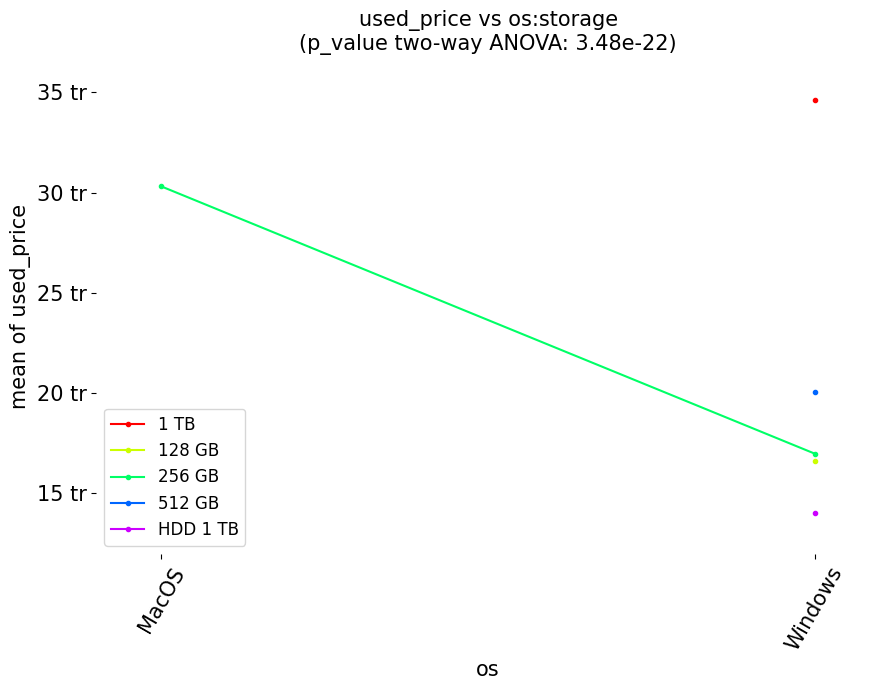 used_price vs os:storage
(p_value two-way ANOVA: 3.48e-22)
35 tr
30 tr
25 tr
20 tr
15 tr
mean of used_price
1 TB
128 GB
256 GB
512 GB
HDD 1 TB
MacOS
Windows
os